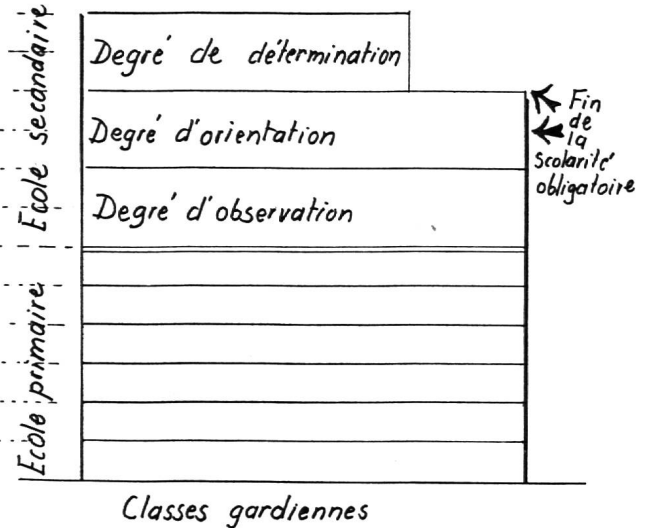 Ecole secondaire
Degré de détermination
Degré d'orientation
Degré d'observation
Fin
de
la
scolarité
obligatoire
Ecole primaire
Classes gardiennes